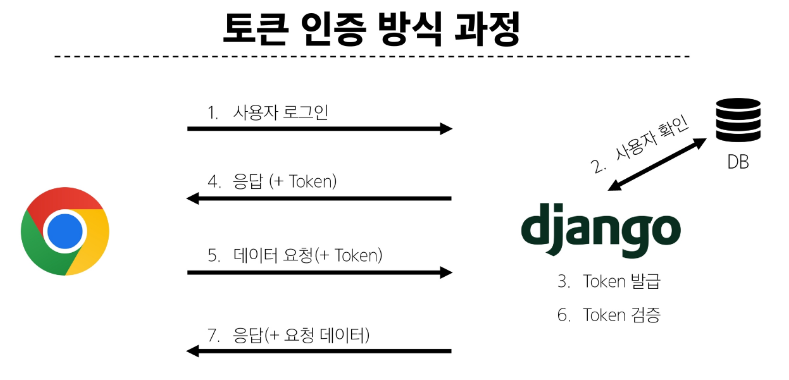 토큰 인증 방식 과정
1. 사용자 로그인
2. 사용자 확인
DB
4. 응답 (+ Token)
django
5. 데이터 요청(+ Token)
3. Token 발급
6. Token 검증
7. 응답(+ 요청 데이터)